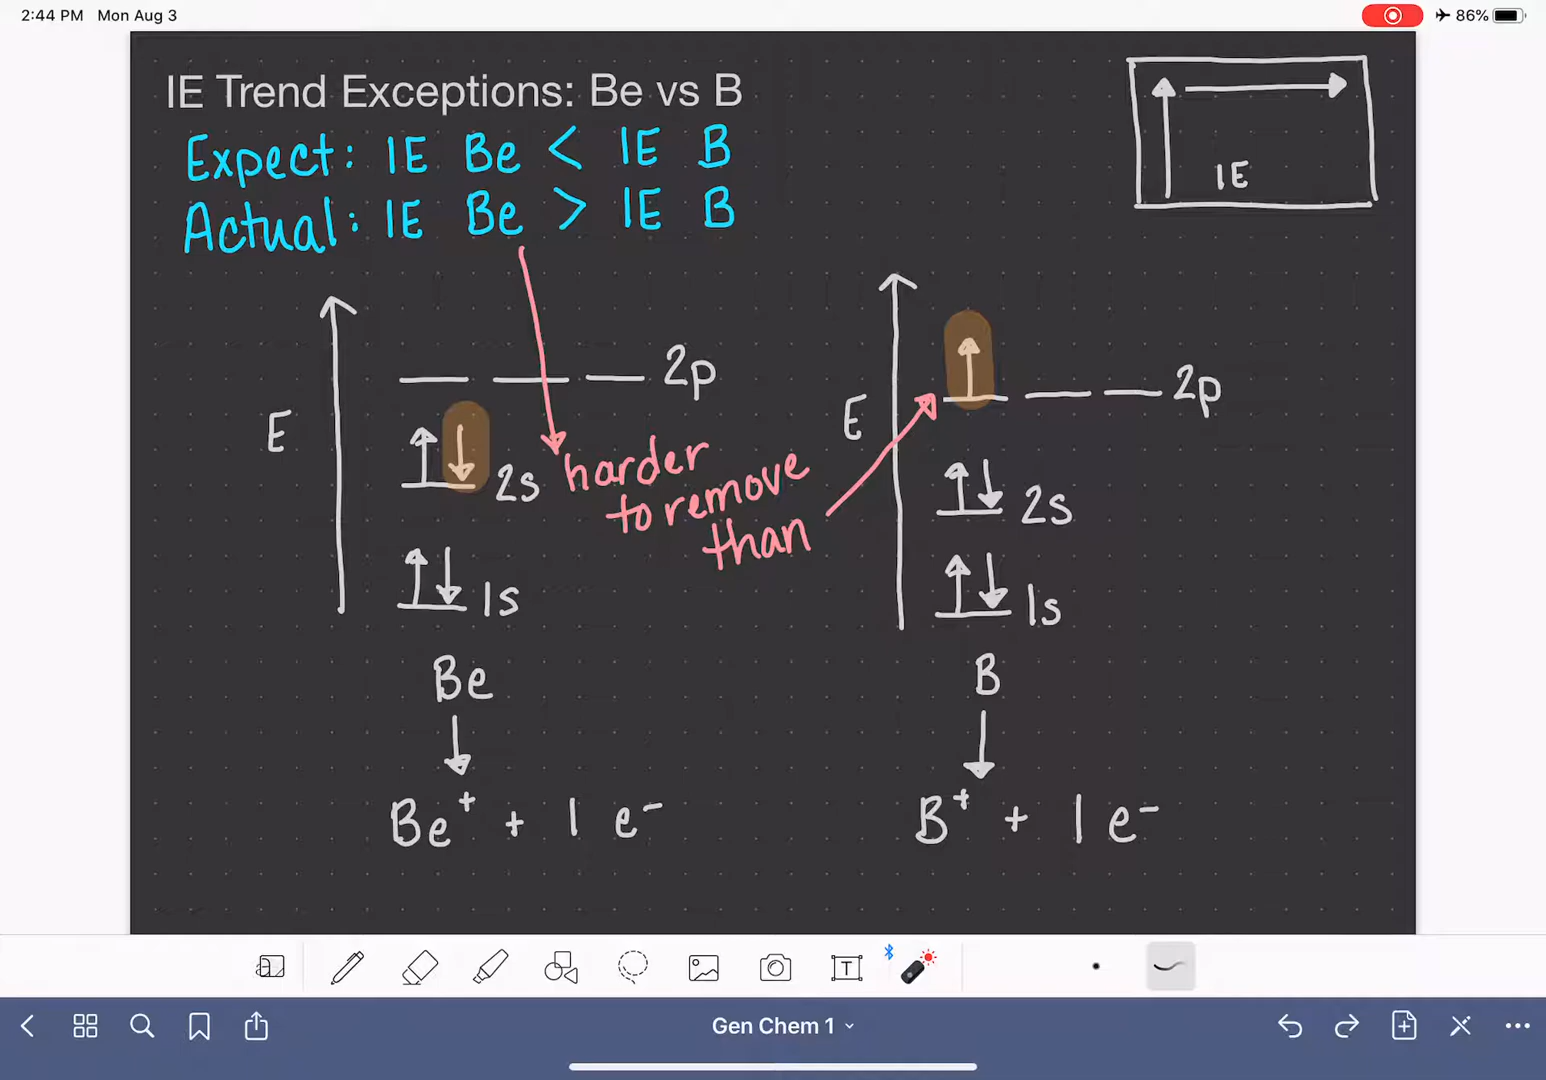 2:44 PM Mon Aug 3
86%
IE Trend Exceptions: Be vs B
Expect: IE Be < IE B
Actual: IE Be > IE B
IE
E
2p
2s
1s
Be
Be⁺ + 1 e⁻
harder
to remove
than
E
2p
2s
1s
B
B⁺ + 1 e⁻
T
Gen Chem 1